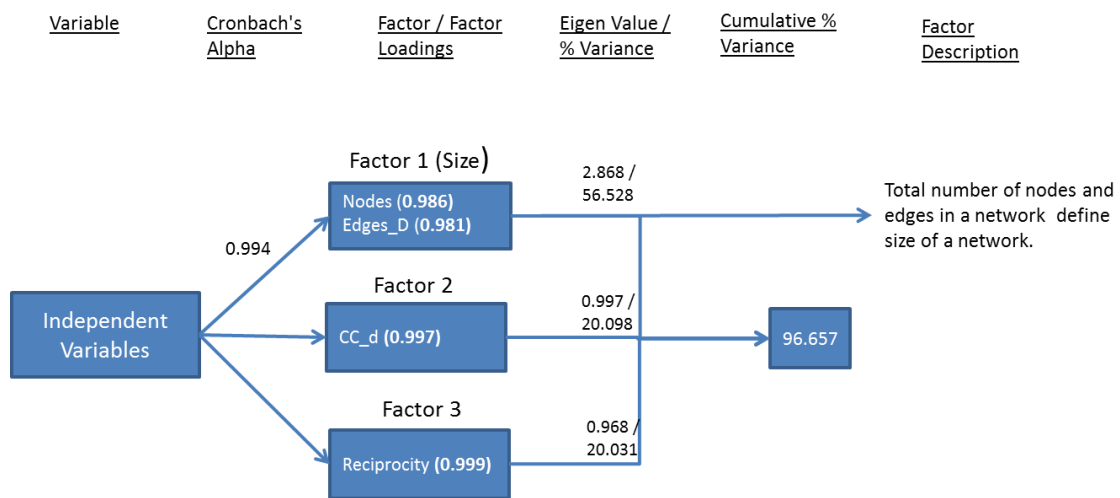 Variable
Cronbach's
Alpha
Factor / Factor
Loadings
Eigen Value /
% Variance
Cumulative %
Variance
Factor
Description
Factor 1 (Size)
Nodes (0.986)
Edges_D (0.981)
2.868 /
56.528
Total number of nodes and
edges in a network define
size of a network.
0.994
Factor 2
Independent
Variables
CC_d (0.997)
0.997 /
20.098
96.657
Factor 3
Reciprocity (0.999)
0.968 /
20.031